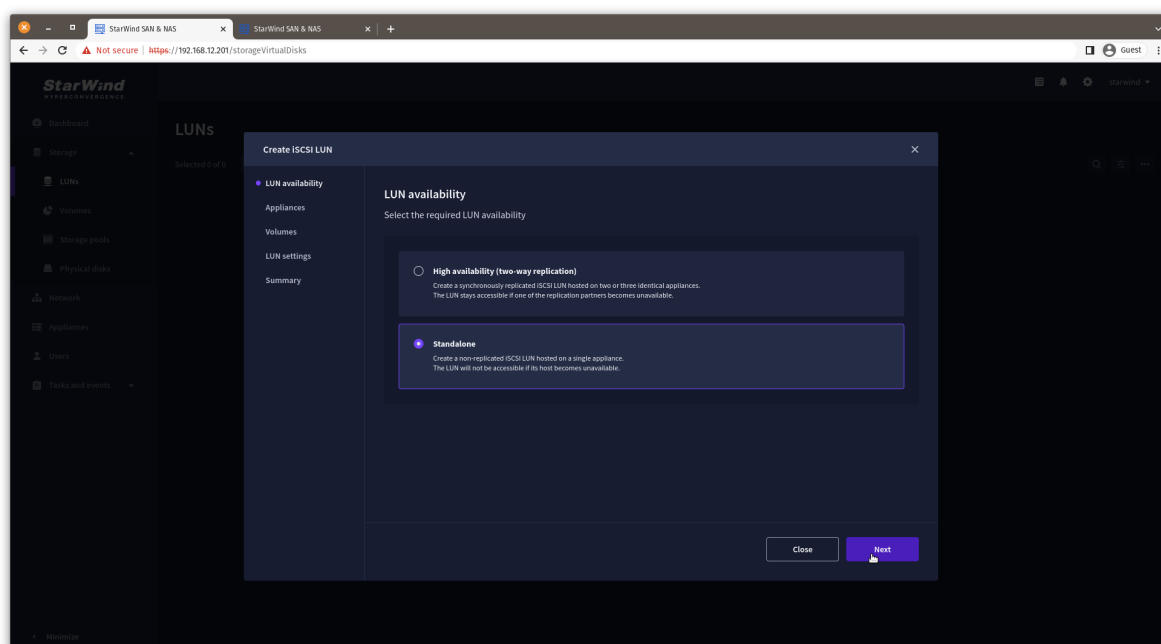 StarWind SAN & NAS
StarWind SAN & NAS
Not secure
https://192.168.12.201/storageVirtualDisks
Guest
StarWind
HYPERCONVERGENCE
starwind
Dashboard
Storage
LUNs
Volumes
Storage pools
Physical disks
Network
Appliances
Users
Tasks and events
Minimize
LUNs
Selected 0 of 0
Create iSCSI LUN
LUN availability
Appliances
Volumes
LUN settings
Summary
LUN availability
Select the required LUN availability
High availability (two-way replication)
Create a synchronously replicated iSCSI LUN hosted on two or three identical appliances.
The LUN stays accessible if one of the replication partners becomes unavailable.
Standalone
Create a non-replicated iSCSI LUN hosted on a single appliance.
The LUN will not be accessible if its host becomes unavailable.
Close
Next